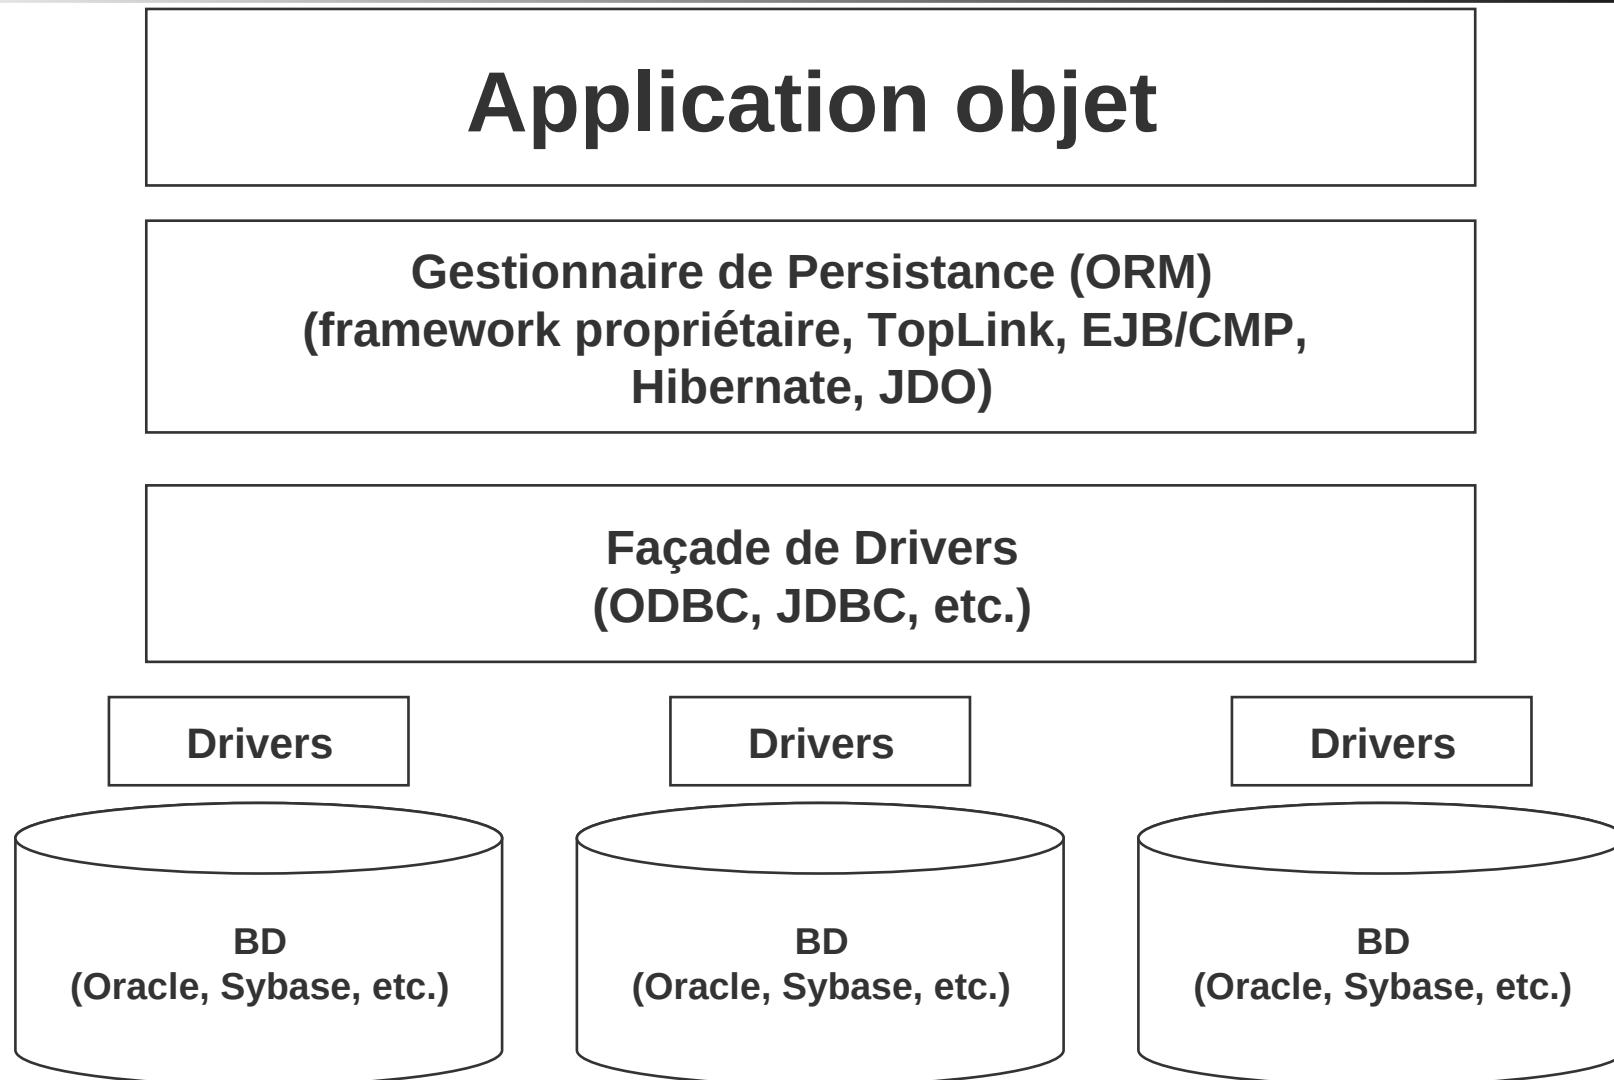 Application objet
Gestionnaire de Persistance (ORM)
(framework propriétaire, TopLink, EJB/CMP,
Hibernate, JDO)
Façade de Drivers
(ODBC, JDBC, etc.)
Drivers
Drivers
Drivers
BD
(Oracle, Sybase, etc.)
BD
(Oracle, Sybase, etc.)
BD
(Oracle, Sybase, etc.)